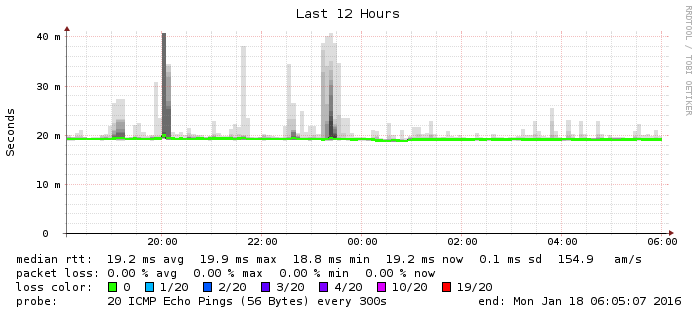 Last 12 Hours
RRDTOOL / TOBI OETIKER
Seconds
40 m
30 m
20 m
10 m
0
20:00 22:00 00:00 02:00 04:00 06:00
median rtt: 19.2 ms avg 19.9 ms max 18.8 ms min 19.2 ms now 0.1 ms sd 154.9 am/s
packet loss: 0.00 % avg 0.00 % max 0.00 % min 0.00 % now
loss color: 0 1/20 2/20 3/20 4/20 10/20 19/20
probe: 20 ICMP Echo Pings (56 Bytes) every 300s end: Mon Jan 18 06:05:07 2016